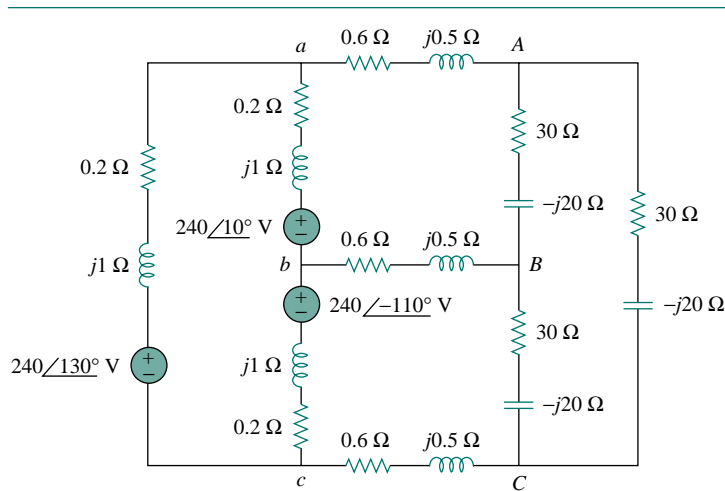 a
0.6 Ω
j0.5 Ω
A
0.2 Ω
30 Ω
0.2 Ω
j1 Ω
–j20 Ω
30 Ω
240∠10° V
+
–
0.6 Ω
j0.5 Ω
j1 Ω
b
B
+
–
240∠–110° V
–j20 Ω
30 Ω
240∠130° V
+
–
j1 Ω
–j20 Ω
0.2 Ω
0.6 Ω
j0.5 Ω
c
C